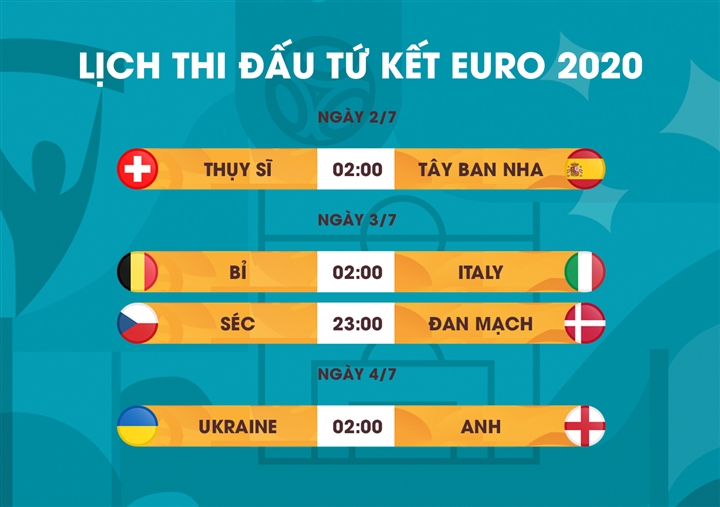 LỊCH THI ĐẤU TỨ KẾT EURO 2020
NGÀY 2/7
THỤY SĨ 02:00 TÂY BAN NHA
NGÀY 3/7
BỈ 02:00 ITALY
SÉC 23:00 ĐAN MẠCH
NGÀY 4/7
UKRAINE 02:00 ANH